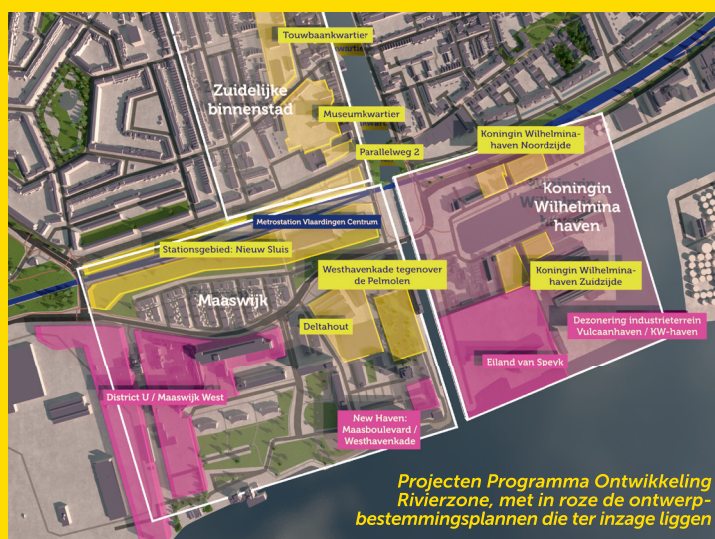 Touwbaankwartier
Zuidelijke
binnenstad
Museumkwartier
Parallelweg 2
Koningin Wilhelmina-
haven Noordzijde
Koningin
Wilhelmina
haven
Metrostation Vlaardingen Centrum
Stationsgebied: Nieuw Sluis
Westhavenkade tegenover
de Pelmolen
Koningin Wilhelmina-
haven Zuidzijde
Maaswijk
Deltahout
Dezonering industrieterrein
Vulcaanhaven / KW-haven
Eiland van Speyk
District U / Maaswijk West
New Haven:
Maasboulevard /
Westhavenkade
Projecten Programma Ontwikkeling
Rivierzone, met in roze de ontwerp-
bestemmingsplannen die ter inzage liggen